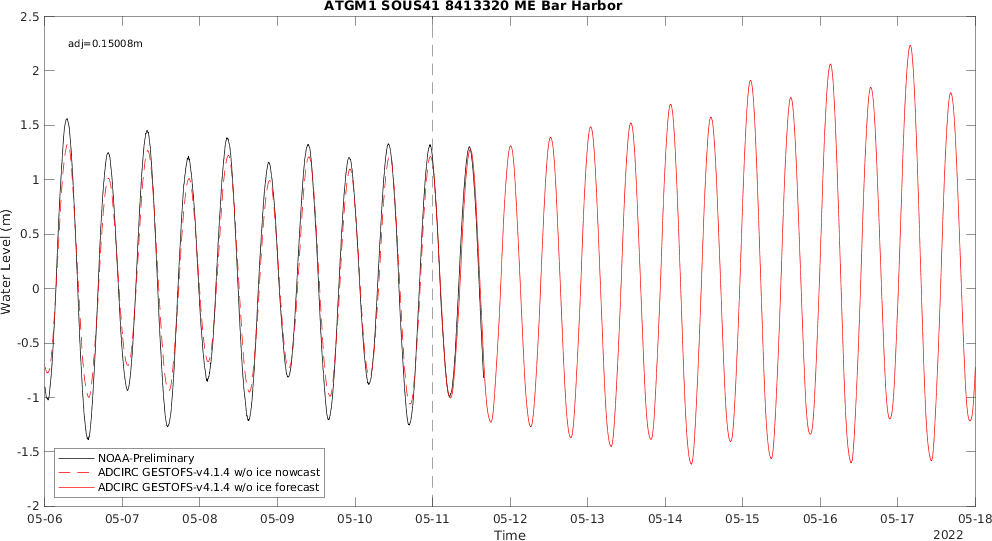 ATGM1 SOUS41 8413320 ME Bar Harbor
2.5
adj=0.15008m
2
1.5
1
0.5
0
-0.5
-1
-1.5
-2
Water Level (m)
NOAA-Preliminary
ADCIRC GESTOFS-v4.1.4 w/o ice nowcast
ADCIRC GESTOFS-v4.1.4 w/o ice forecast
05-06 05-07 05-08 05-09 05-10 05-11 05-12 05-13 05-14 05-15 05-16 05-17 05-18
Time
2022